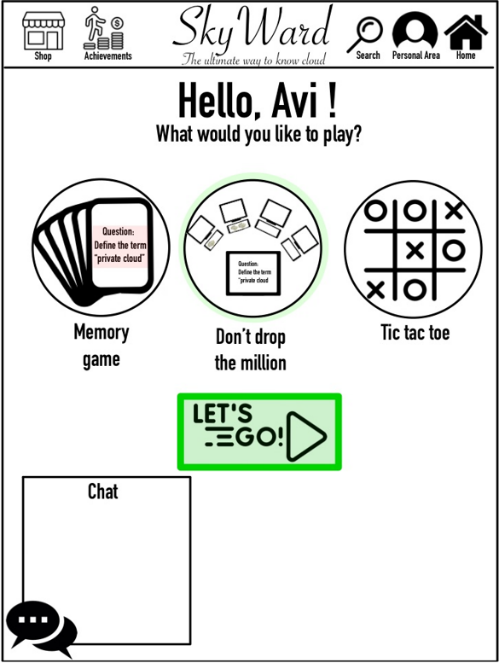 SkyWard
The ultimate way to know cloud
Shop
Achievements
Search
Personal Area
Home
Hello, Avi !
What would you like to play?
Question:
Define the term
"private cloud"
Question:
Define the term
"private cloud
Memory
game
Don't drop
the million
Tic tac toe
LET'S
GO!
Chat